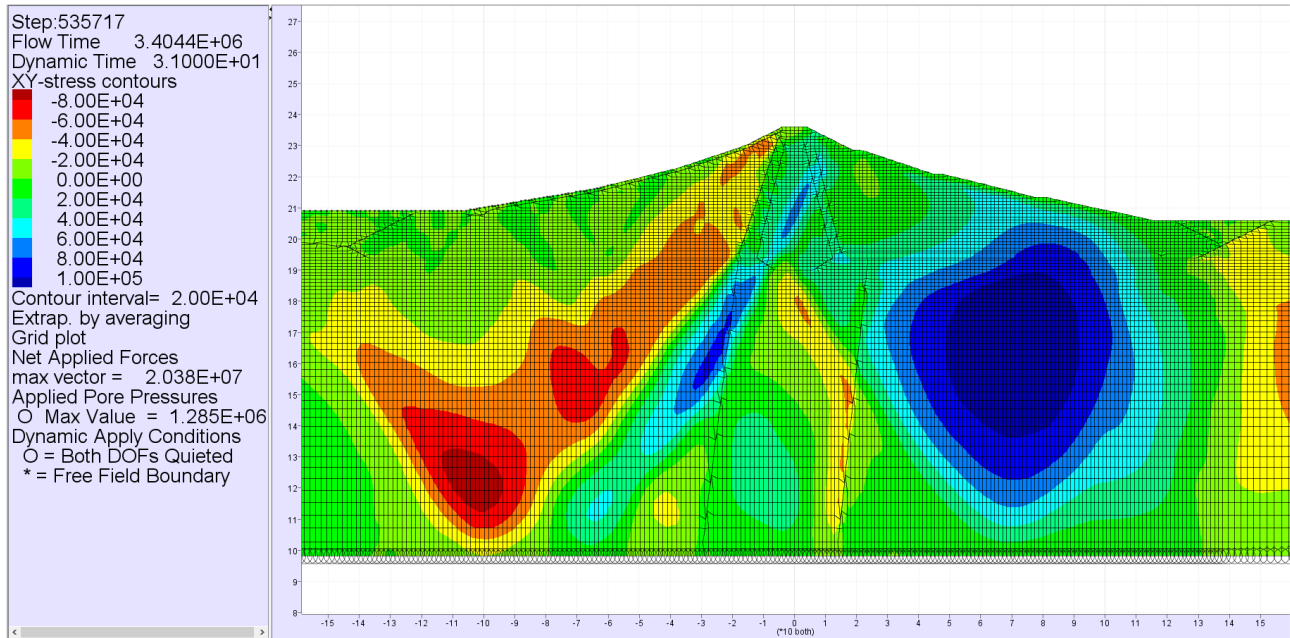 Step:535717
Flow Time 3.4044E+06
Dynamic Time 3.1000E+01
XY-stress contours
-8.00E+04
-6.00E+04
-4.00E+04
-2.00E+04
0.00E+00
2.00E+04
4.00E+04
6.00E+04
8.00E+04
1.00E+05
Contour interval= 2.00E+04
Extrap. by averaging
Grid plot
Net Applied Forces
max vector = 2.038E+07
Applied Pore Pressures
O Max Value = 1.285E+06
Dynamic Apply Conditions
O = Both DOFs Quieted
* = Free Field Boundary
27
26
25
24
23
22
21
20
19
18
17
16
15
14
13
12
11
10
9
8
-15 -14 -13 -12 -11 -10 -9 -8 -7 -6 -5 -4 -3 -2 -1 0 1 2 3 4 5 6 7 8 9 10 11 12 13 14 15
(*10 both)